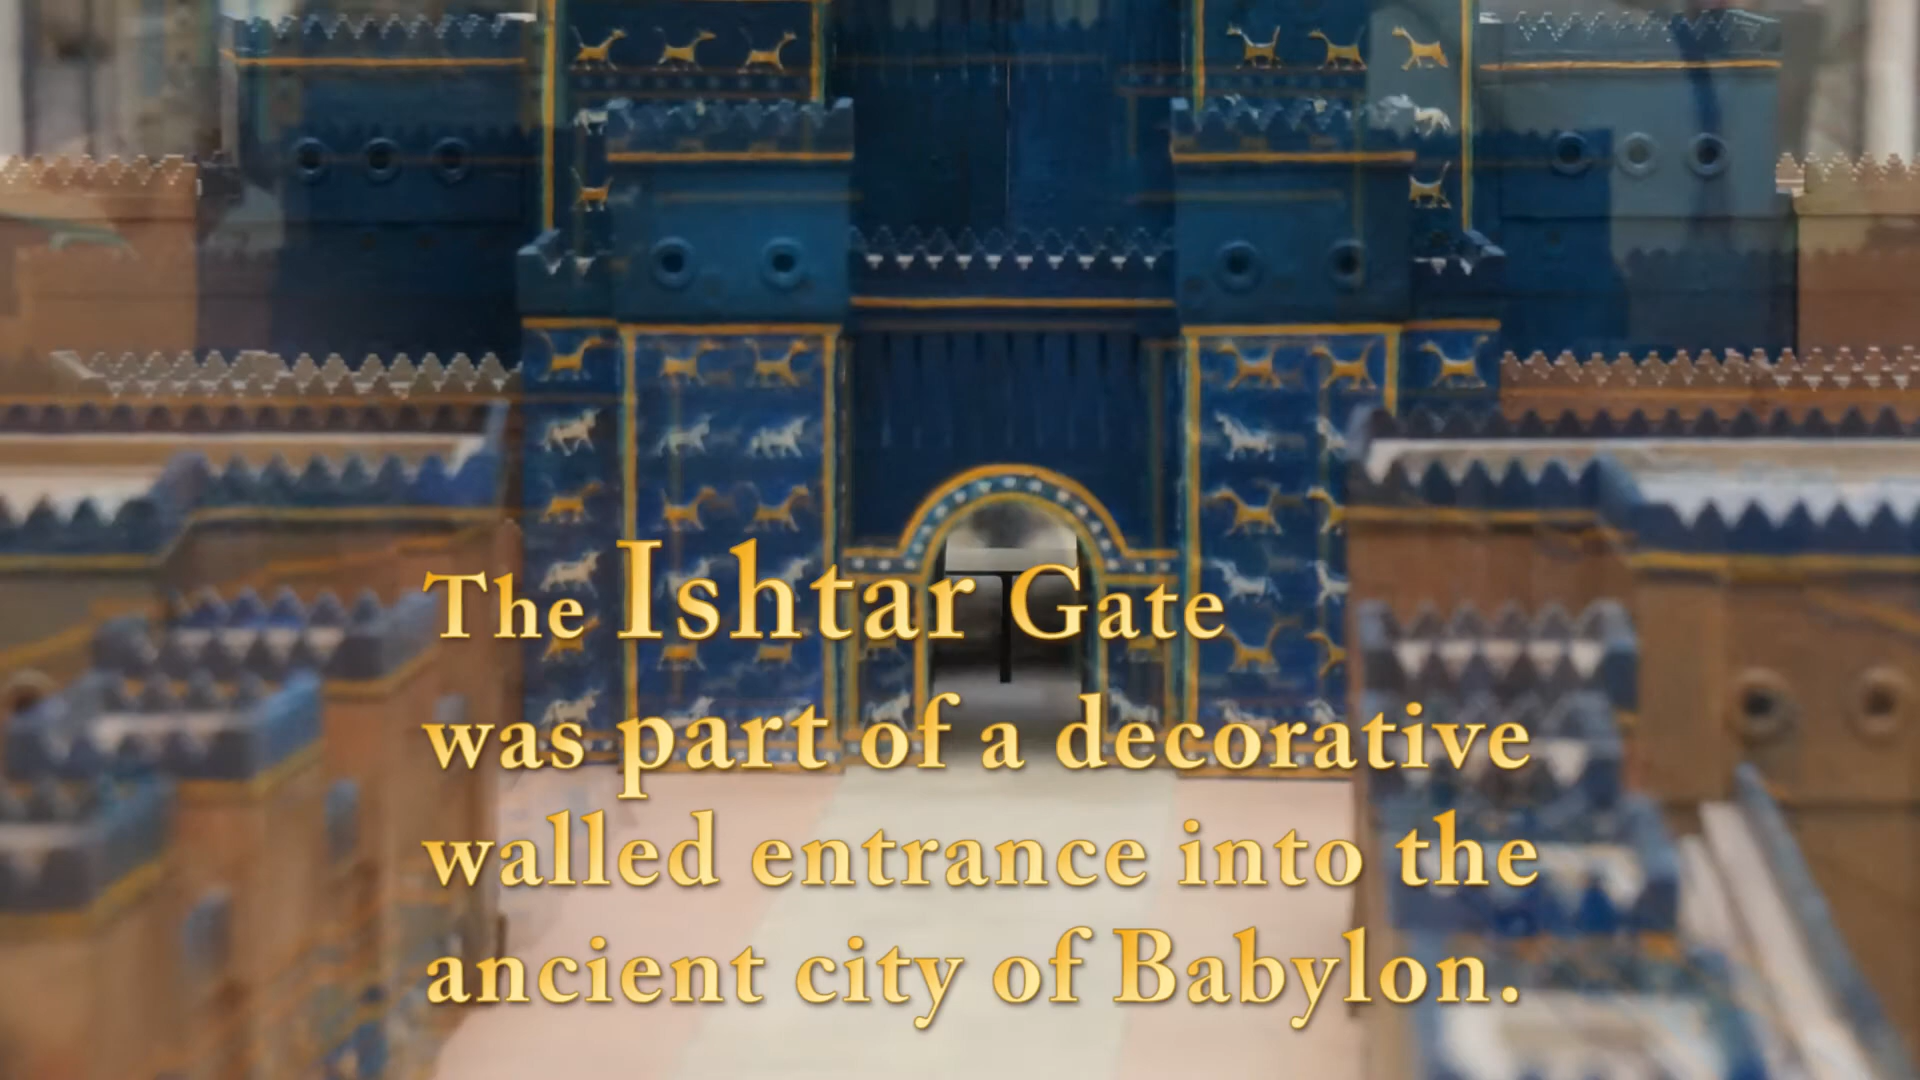 The Ishtar Gate
was part of a decorative
walled entrance into the
ancient city of Babylon.